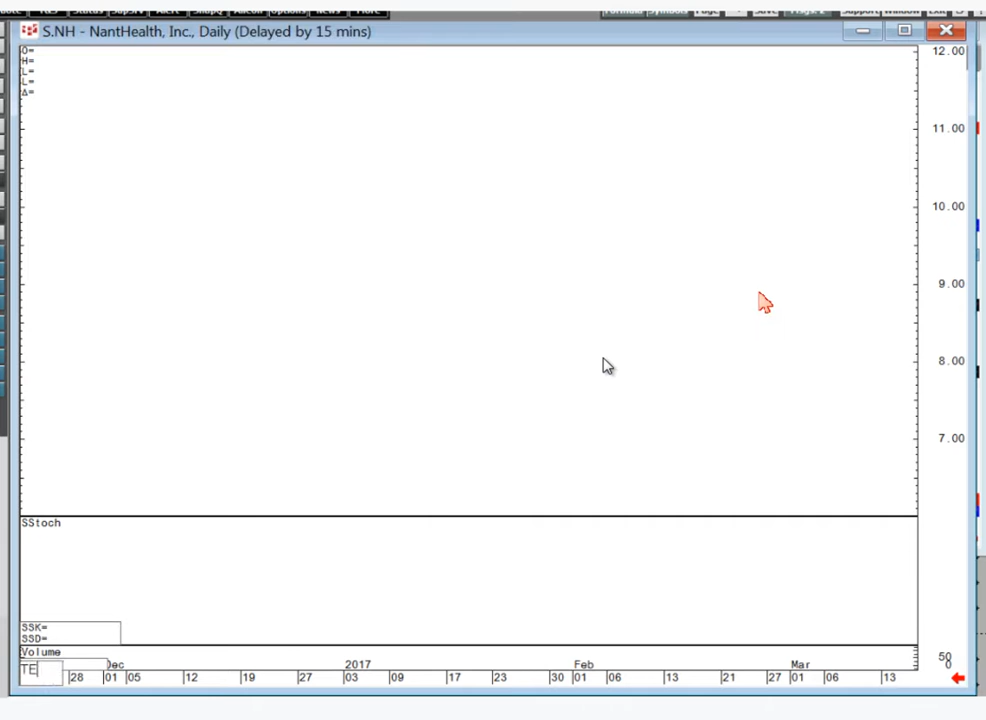 S.NH - NantHealth, Inc., Daily (Delayed by 15 mins)
O=
H=
L=
L=
Δ=
12.00
11.00
10.00
9.00
8.00
7.00
SStoch
SSK=
SSD=
Volume
50
0
Dec 2017 Feb Mar
TE 28 01 05 12 19 27 03 09 17 23 30 01 06 13 21 27 01 06 13